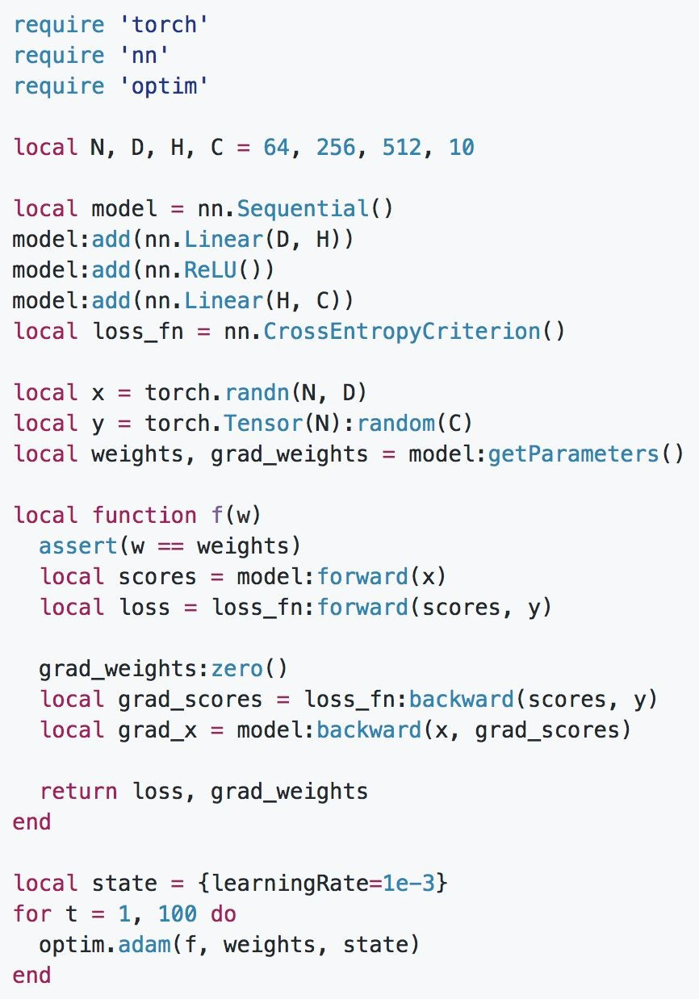 require 'torch'
require 'nn'
require 'optim'
local N, D, H, C = 64, 256, 512, 10
local model = nn.Sequential()
model:add(nn.Linear(D, H))
model:add(nn.ReLU())
model:add(nn.Linear(H, C))
local loss_fn = nn.CrossEntropyCriterion()
local x = torch.randn(N, D)
local y = torch.Tensor(N):random(C)
local weights, grad_weights = model:getParameters()
local function f(w)
  assert(w == weights)
  local scores = model:forward(x)
  local loss = loss_fn:forward(scores, y)
  grad_weights:zero()
  local grad_scores = loss_fn:backward(scores, y)
  local grad_x = model:backward(x, grad_scores)
  return loss, grad_weights
end
local state = {learningRate=1e-3}
for t = 1, 100 do
  optim.adam(f, weights, state)
end